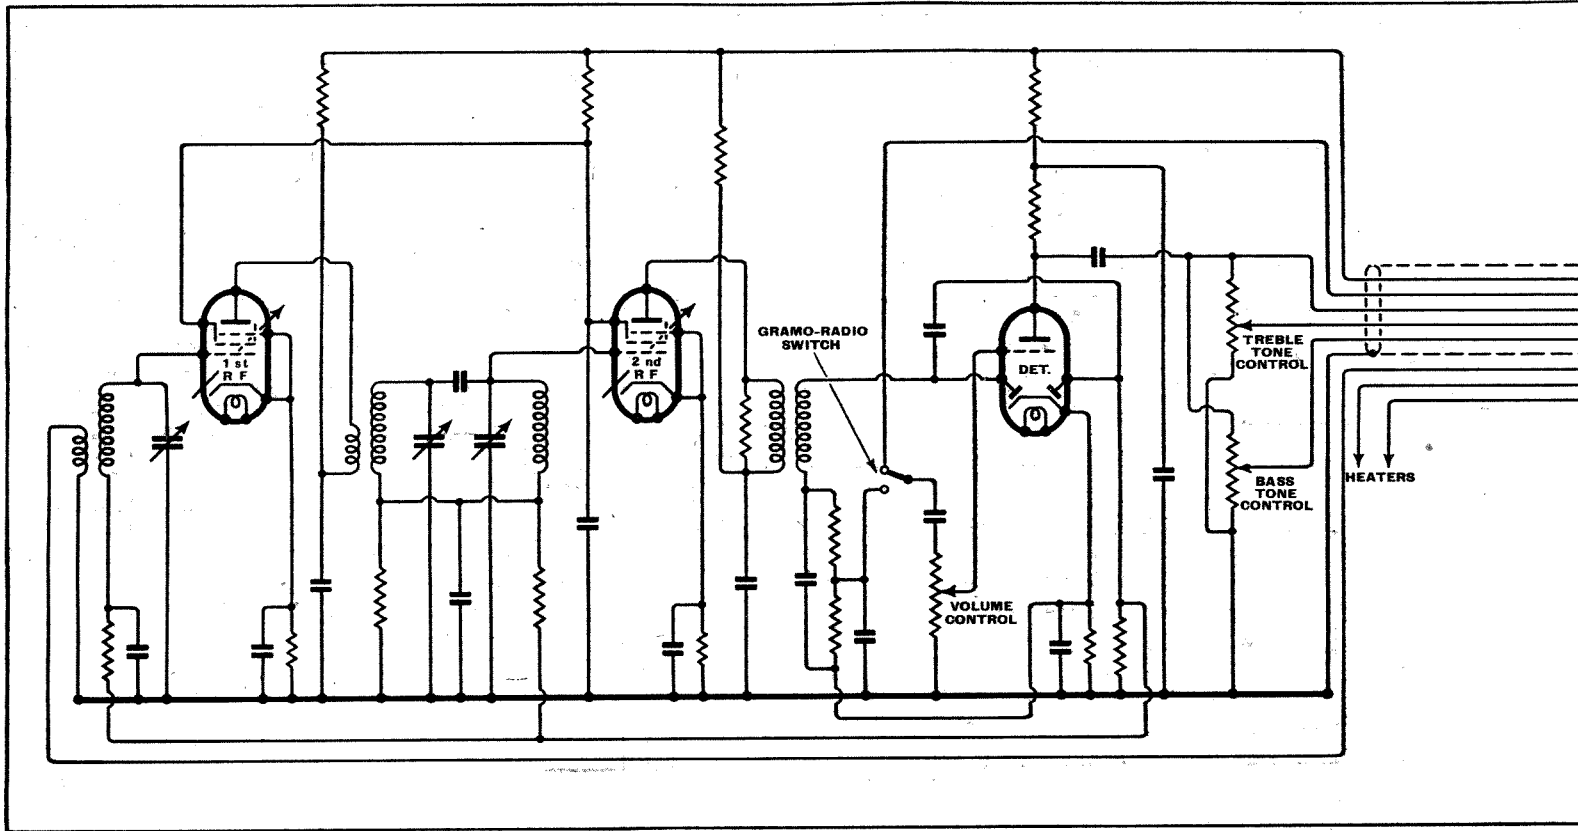 GRAMO-RADIO
SWITCH
1 st
R F
2 nd
R F
DET.
TREBLE
TONE
CONTROL
BASS
TONE
CONTROL
HEATERS
VOLUME
CONTROL